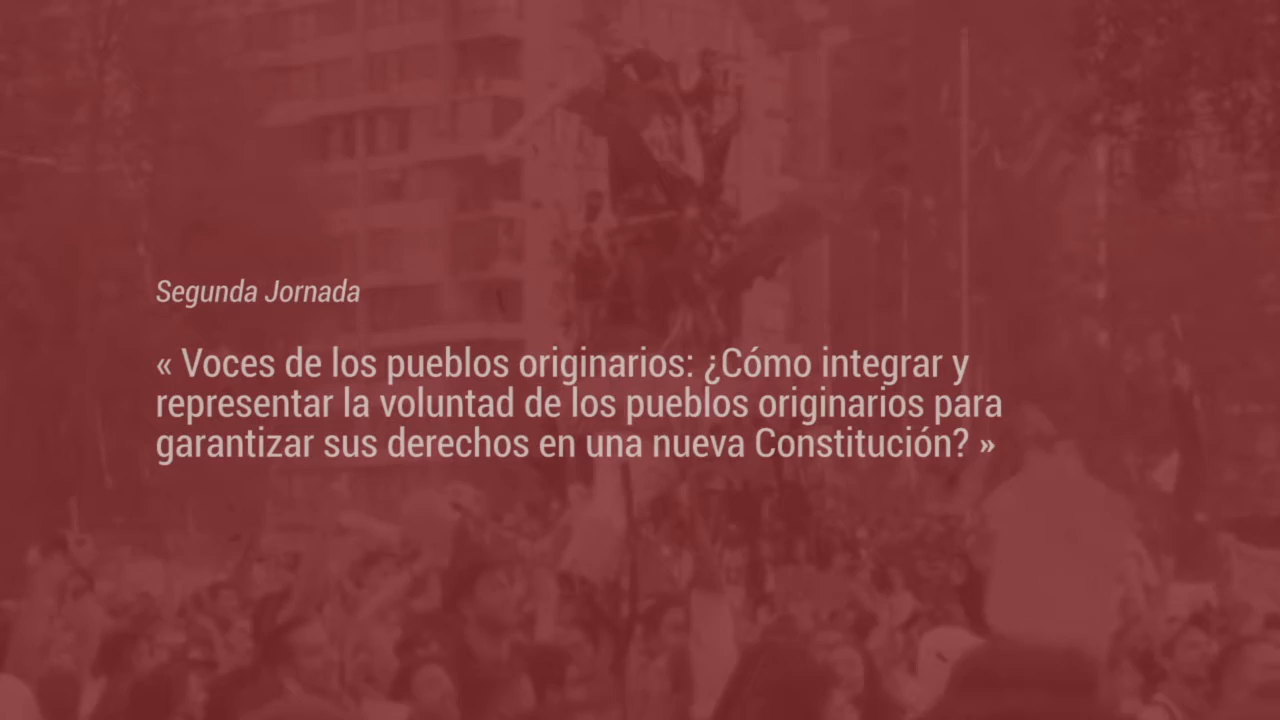 Segunda Jornada
« Voces de los pueblos originarios: ¿Cómo integrar y
representar la voluntad de los pueblos originarios para
garantizar sus derechos en una nueva Constitución? »